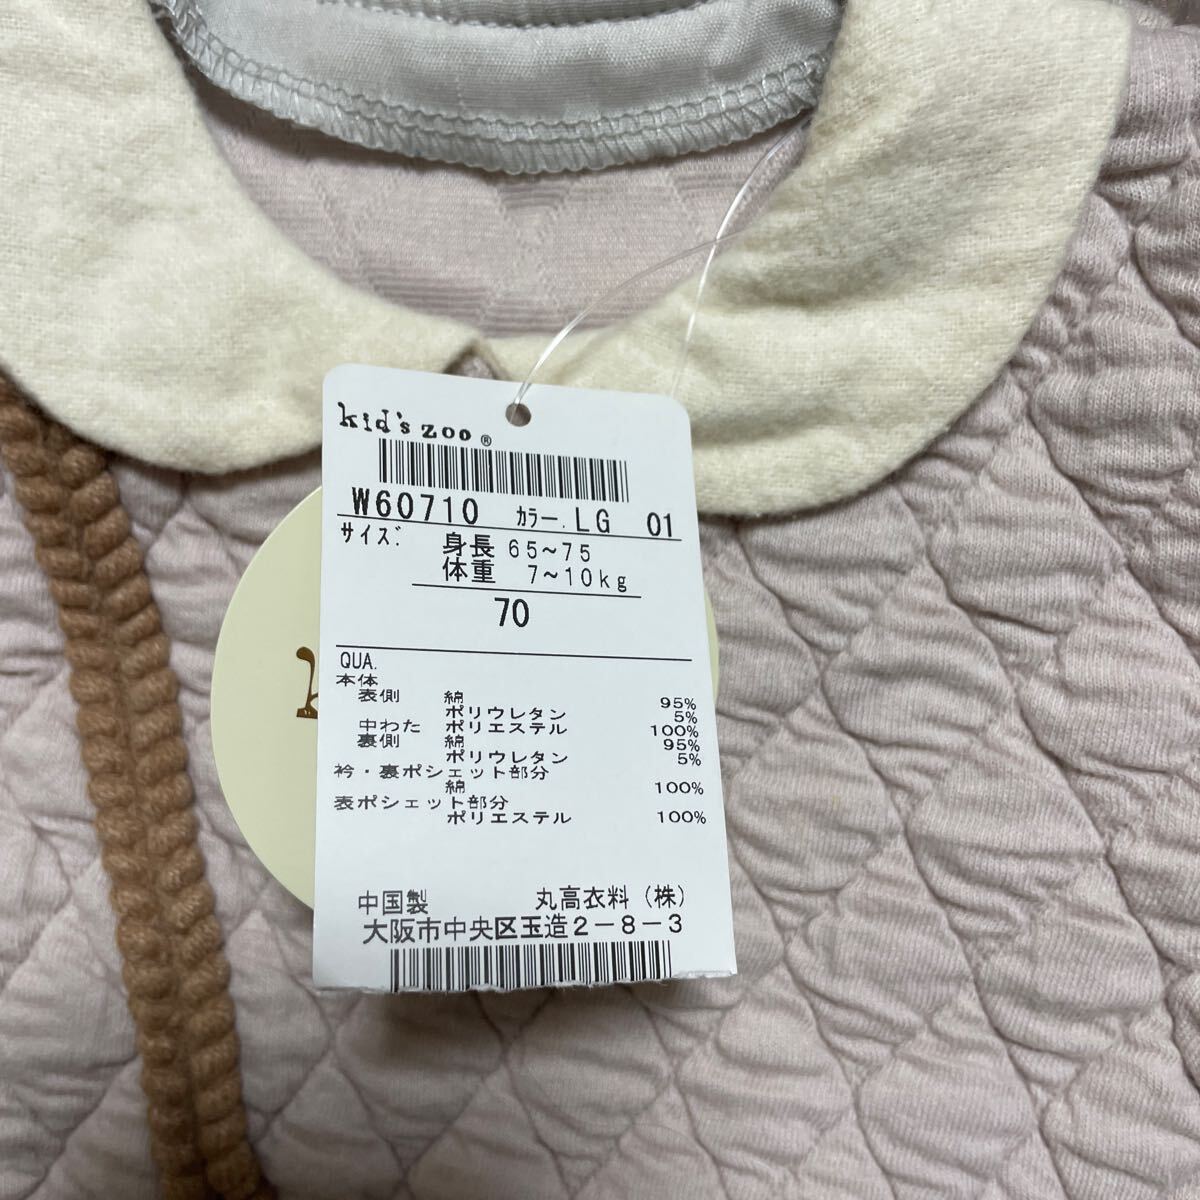 kid's zoo®
W60710 ｶﾗｰ. LG 01
ｻｲｽﾞ: 身長 65~75
体重 7~10kg
70
QUA.
本体
表側 綿 95%
ポリウレタン 5%
中わた ポリエステル 100%
裏側 綿 95%
ポリウレタン 5%
衿・裏ポシェット部分
綿 100%
表ポシェット部分
ポリエステル 100%
中国製 丸高衣料（株）
大阪市中央区玉造2－8－3